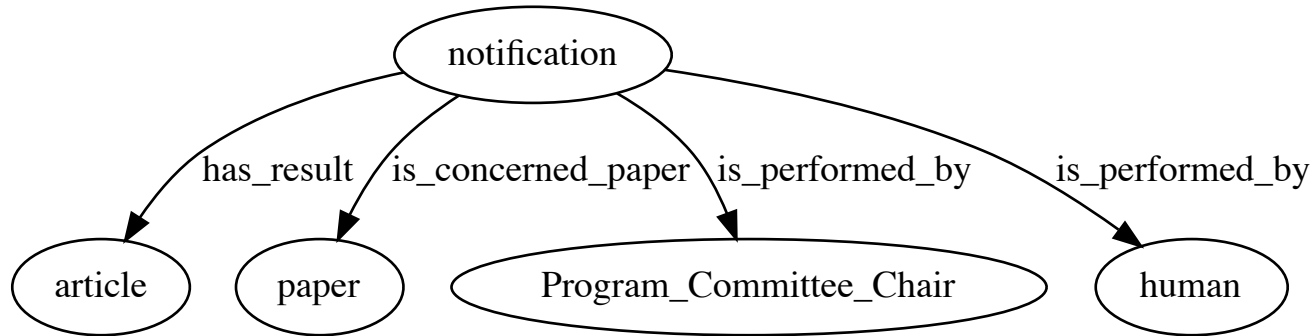 notification
has_result is_concerned_paper is_performed_by is_performed_by
article paper Program_Committee_Chair human